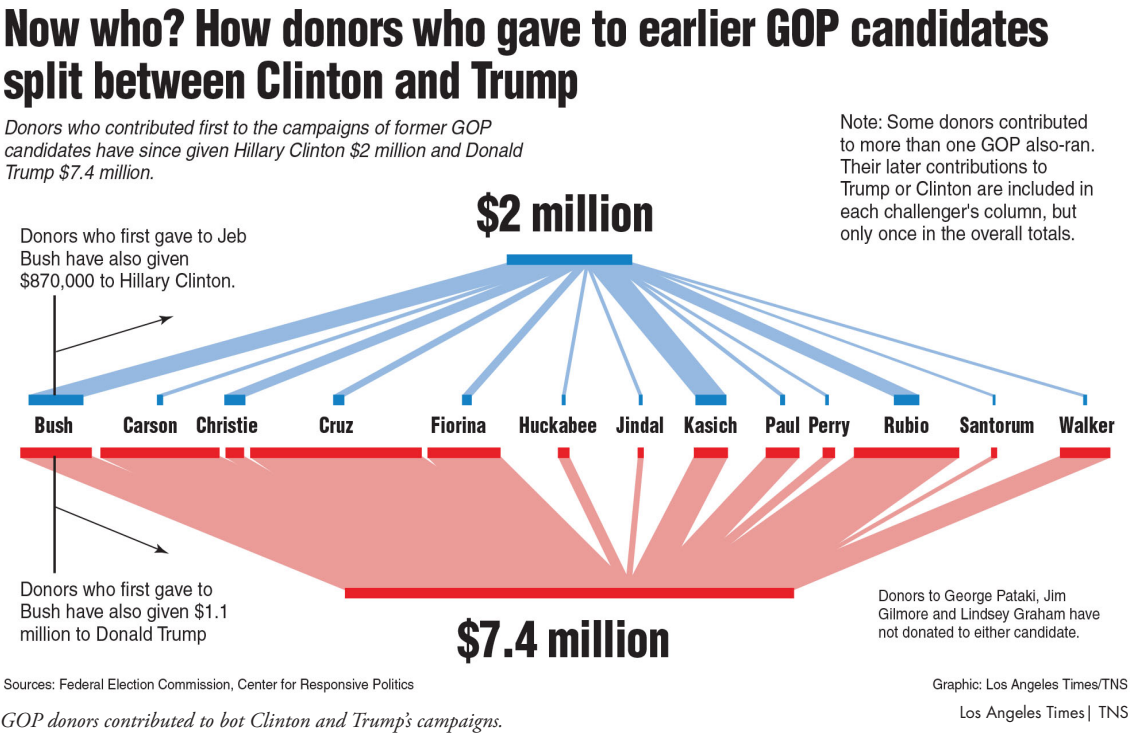 Now who? How donors who gave to earlier GOP candidates
split between Clinton and Trump
Donors who contributed first to the campaigns of former GOP
candidates have since given Hillary Clinton $2 million and Donald
Trump $7.4 million.
Note: Some donors contributed
to more than one GOP also-ran.
Their later contributions to
Trump or Clinton are included in
each challenger's column, but
only once in the overall totals.
$2 million
Donors who first gave to Jeb
Bush have also given
$870,000 to Hillary Clinton.
Bush Carson Christie Cruz Fiorina Huckabee Jindal Kasich Paul Perry Rubio Santorum Walker
Donors who first gave to
Bush have also given $1.1
million to Donald Trump
$7.4 million
Donors to George Pataki, Jim
Gilmore and Lindsey Graham have
not donated to either candidate.
Sources: Federal Election Commission, Center for Responsive Politics
Graphic: Los Angeles Times/TNS
GOP donors contributed to bot Clinton and Trump's campaigns.
Los Angeles Times| TNS